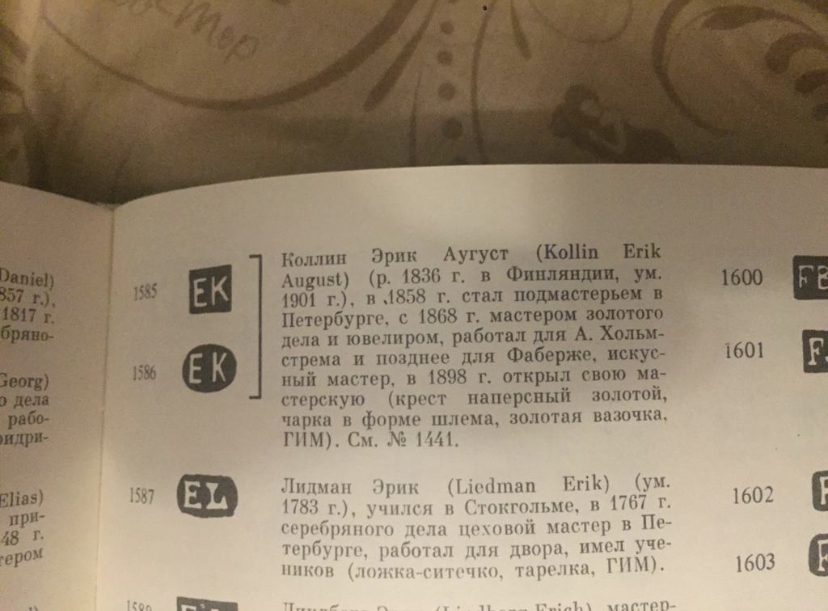 Daniel)
857 г.),
1817 г.
бряно-
Georg)
о дела
рабо-
ридри-
Elias)
при-
48 г.
тером
1585
EK
1586
EK
Коллин Эрик Аугуст (Kollin Erik
August) (р. 1836 г. в Финляндии, ум.
1901 г.), в 1858 г. стал подмастерьем в
Петербурге, с 1868 г. мастером золотого
дела и ювелиром, работал для А. Хольм-
стрема и позднее для Фаберже, искус-
ный мастер, в 1898 г. открыл свою ма-
стерскую (крест наперсный золотой,
чарка в форме шлема, золотая вазочка,
ГИМ). См. № 1441.
1587
EL
Лидман Эрик (Liedman Erik) (ум.
1783 г.), учился в Стокгольме, в 1767 г.
серебряного дела цеховой мастер в Пе-
тербурге, работал для двора, имел уче-
ников (ложка-ситечко, тарелка, ГИМ).
1600
1601
1602
1603